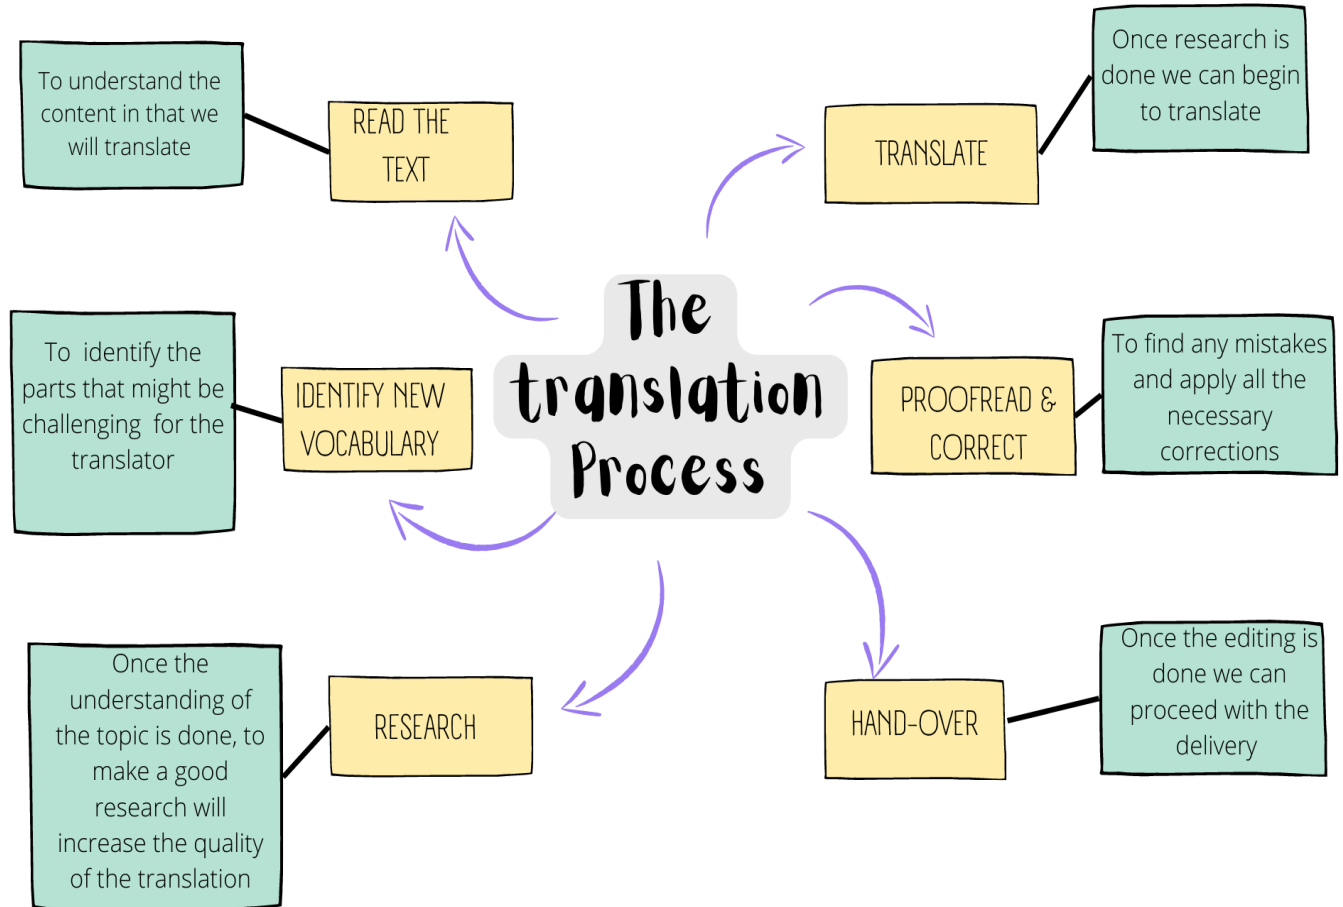 The
translation
Process
READ THE
TEXT
To understand the
content in that we
will translate
IDENTIFY NEW
VOCABULARY
To identify the
parts that might be
challenging for the
translator
RESEARCH
Once the
understanding of
the topic is done, to
make a good
research will
increase the quality
of the translation
TRANSLATE
Once research is
done we can begin
to translate
PROOFREAD &
CORRECT
To find any mistakes
and apply all the
necessary
corrections
HAND-OVER
Once the editing is
done we can
proceed with the
delivery